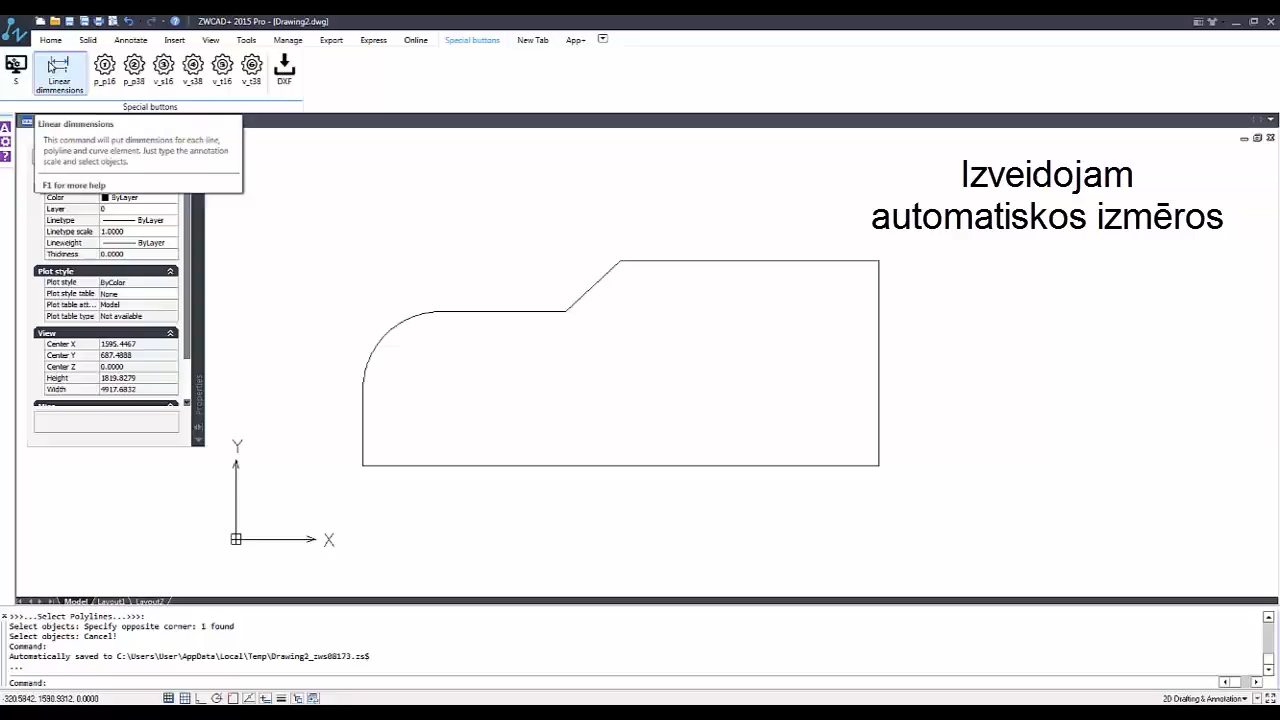 ZWCAD+ 2015 Pro - [Drawing2.dwg]
Home Solid Annotate Insert View Tools Manage Export Express Online Special buttons New Tab App+
S Linear dimmensions p_p16 p_p38 v_s16 v_s38 v_t16 v_t38 DXF
Special buttons
Linear dimmensions
This command will put dimmensions for each line,
polyline and curve element. Just type the annotation
scale and select objects.
F1 for more help
Izveidojam
automatiskos izmēros
Color ByLayer
Layer 0
Linetype ByLayer
Linetype scale 1.0000
Lineweight ByLayer
Thickness 0.0000
Plot style
Plot style ByColor
Plot style table None
Plot table att... Model
Plot table type Not available
View
Center X 1595.4467
Center Y 687.4888
Center Z 0.0000
Height 1819.8279
Width 4917.6832
Properties
Y
X
Model Layout1 Layout2
>>>...Select Polylines...>>>:
Select objects: Specify opposite corner: 1 found
Select objects: Cancel!
Command:
Automatically saved to C:\Users\User\AppData\Local\Temp\Drawing2_zws08173.zs$
...
Command:
-320.5842, 1590.9312, 0.0000
2D Drafting & Annotation